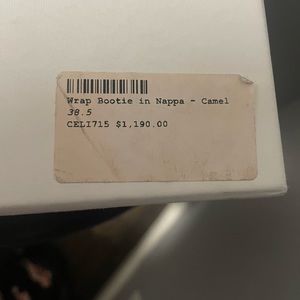 Wrap Bootie in Nappa - Camel
38.5
CELI715 $1,190.00